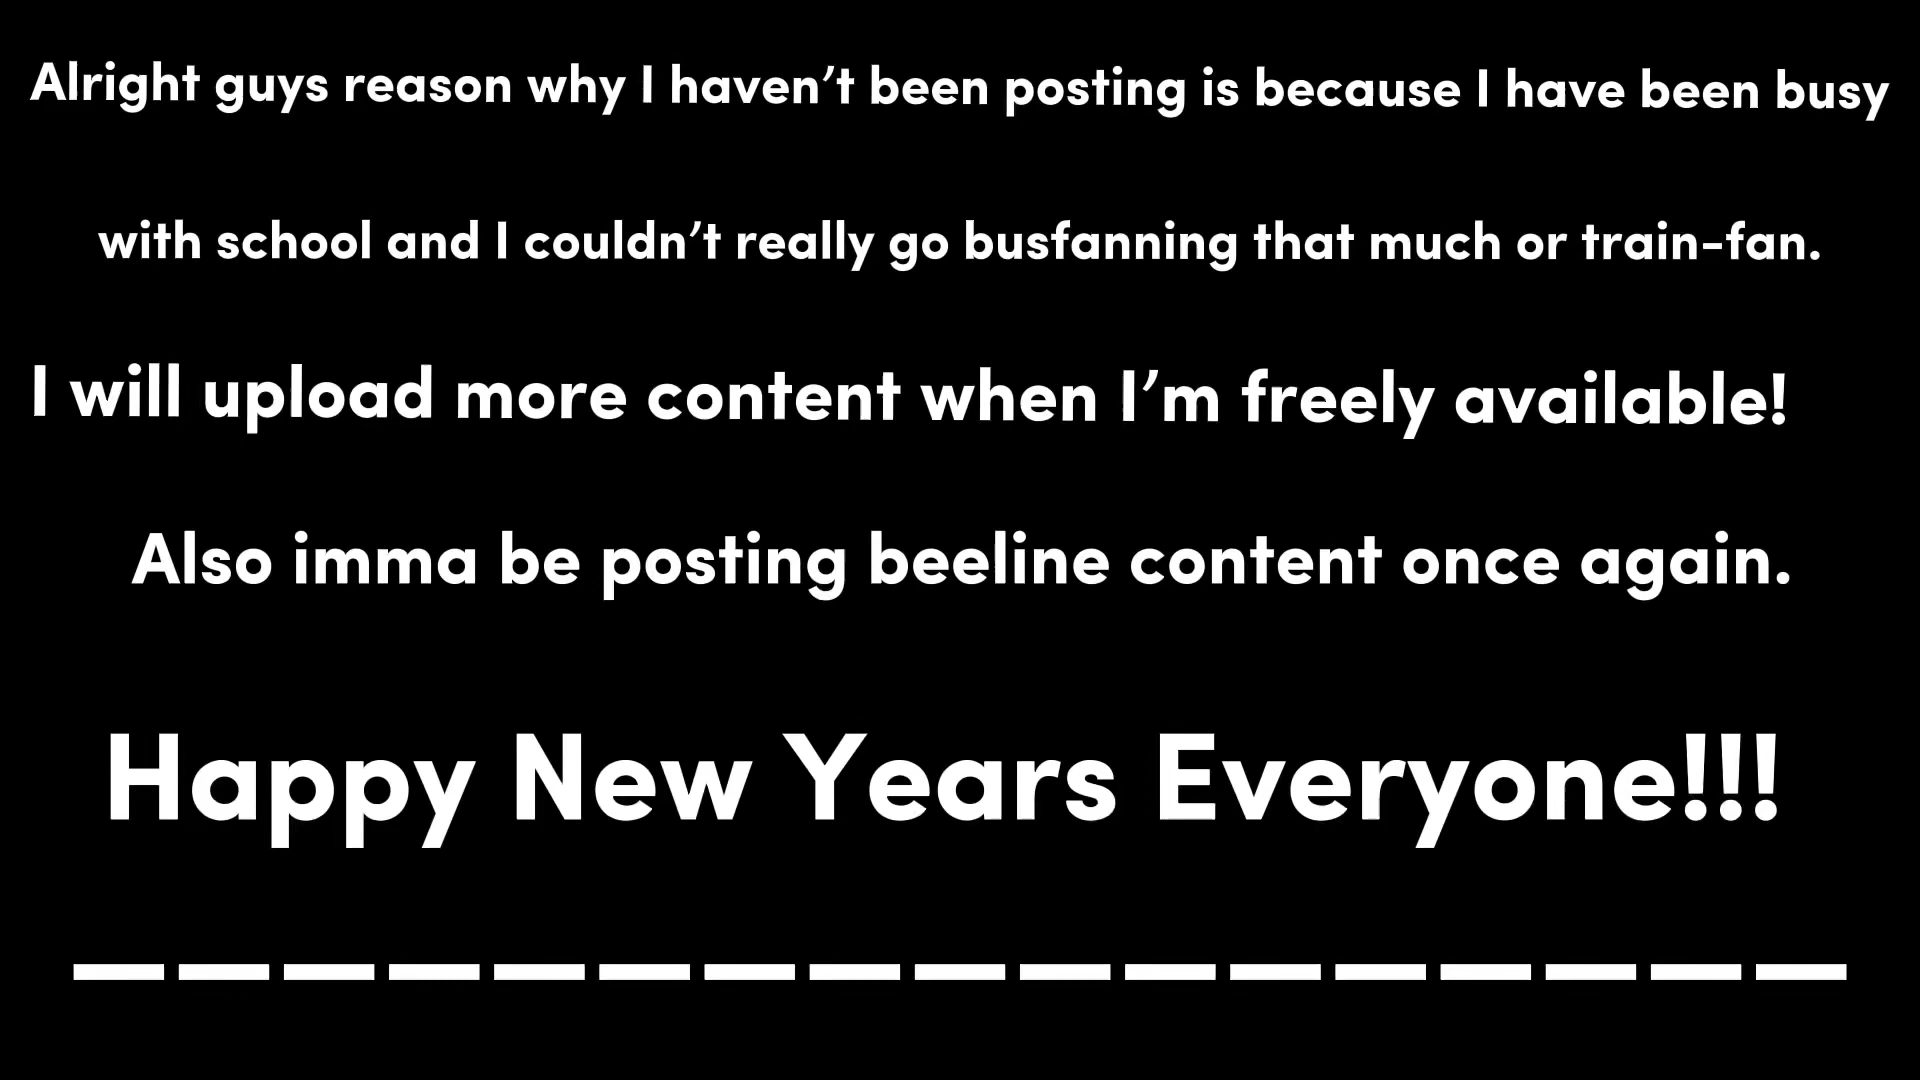 Alright guys reason why I haven’t been posting is because I have been busy
with school and I couldn’t really go busfanning that much or train-fan.
I will upload more content when I’m freely available!
Also imma be posting beeline content once again.
Happy New Years Everyone!!!
_________________